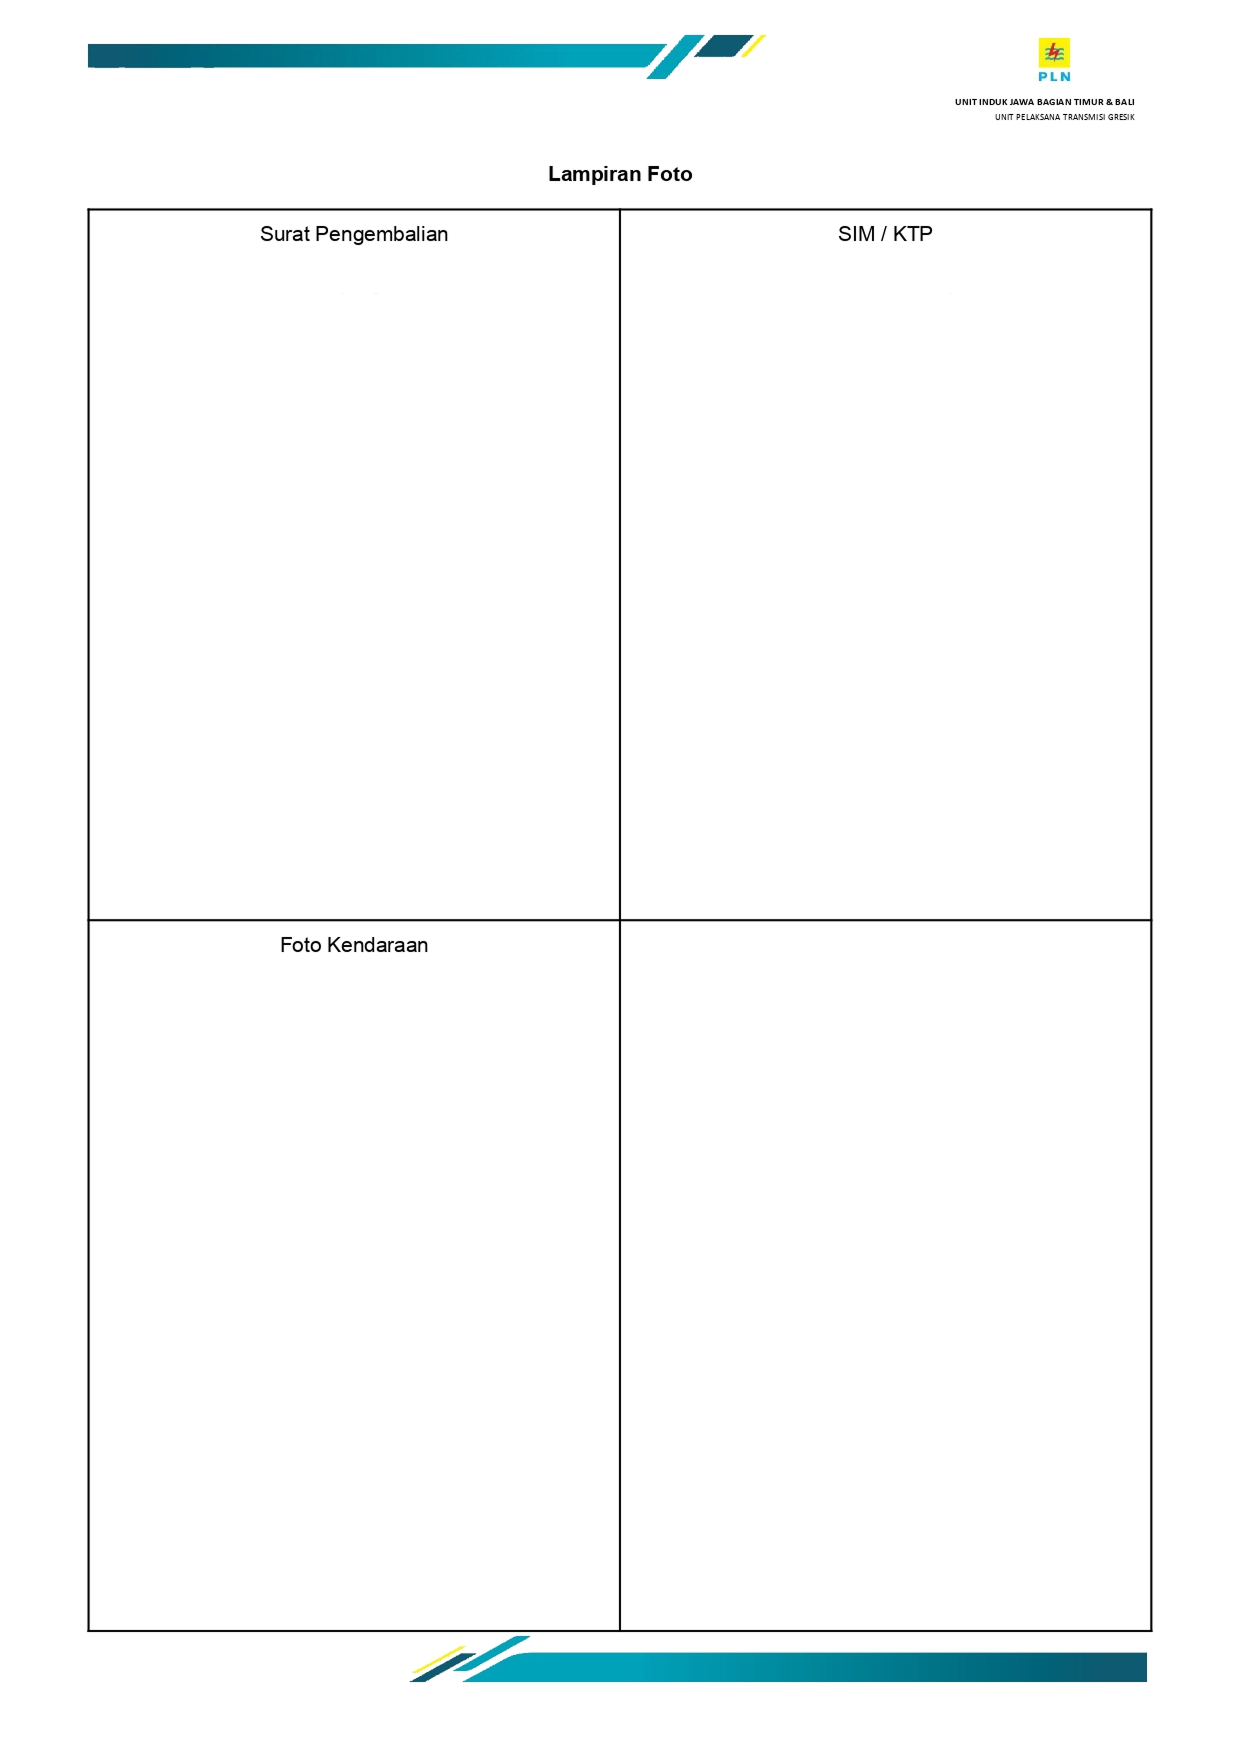 PLN
UNIT INDUK JAWA BAGIAN TIMUR & BALI
UNIT PELAKSANA TRANSMISI GRESIK
Lampiran Foto
Surat Pengembalian
SIM / KTP
Foto Kendaraan